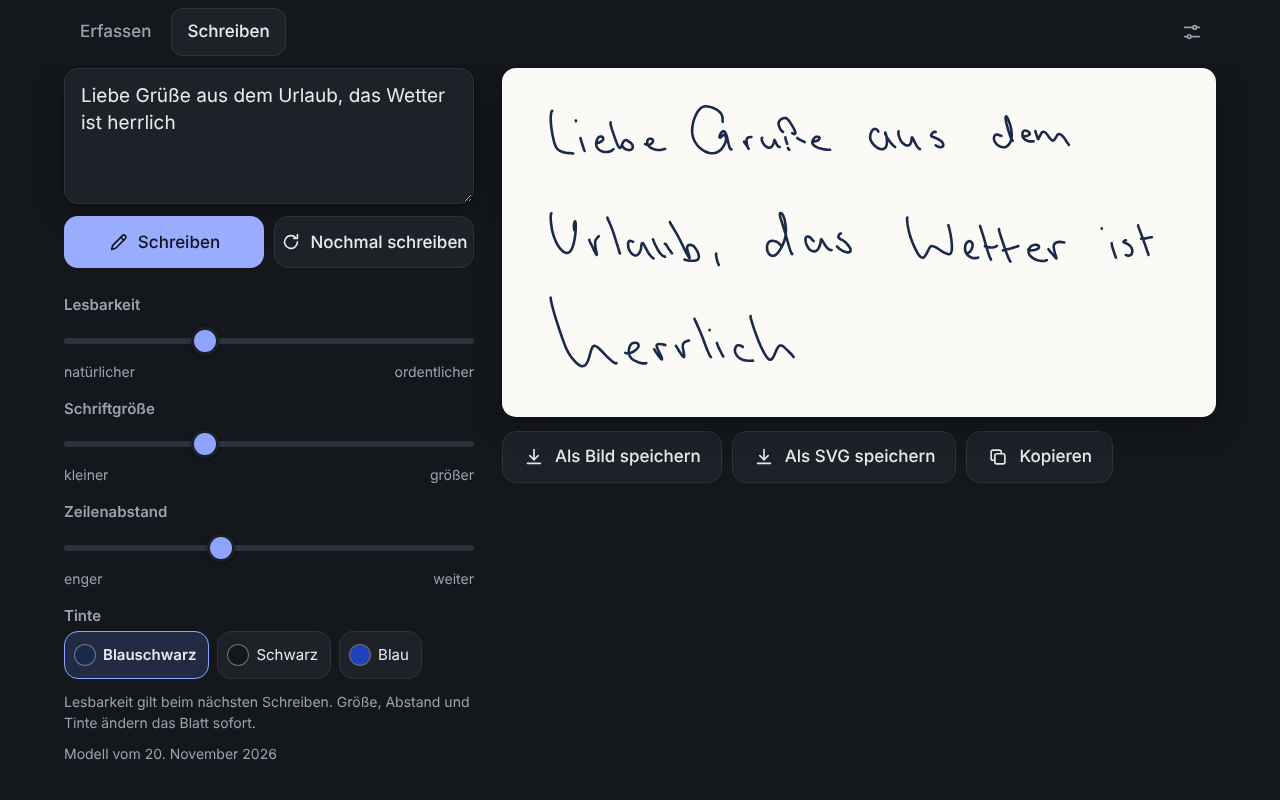 Erfassen
Schreiben
Liebe Grüße aus dem Urlaub, das Wetter
ist herrlich
Schreiben
Nochmal schreiben
Lesbarkeit
natürlicher
ordentlicher
Schriftgröße
kleiner
größer
Zeilenabstand
enger
weiter
Tinte
Blauschwarz
Schwarz
Blau
Lesbarkeit gilt beim nächsten Schreiben. Größe, Abstand und
Tinte ändern das Blatt sofort.
Modell vom 20. November 2026
Liebe aus dem
Urlaub, das Wetter ist
herrlich
Als Bild speichern
Als SVG speichern
Kopieren